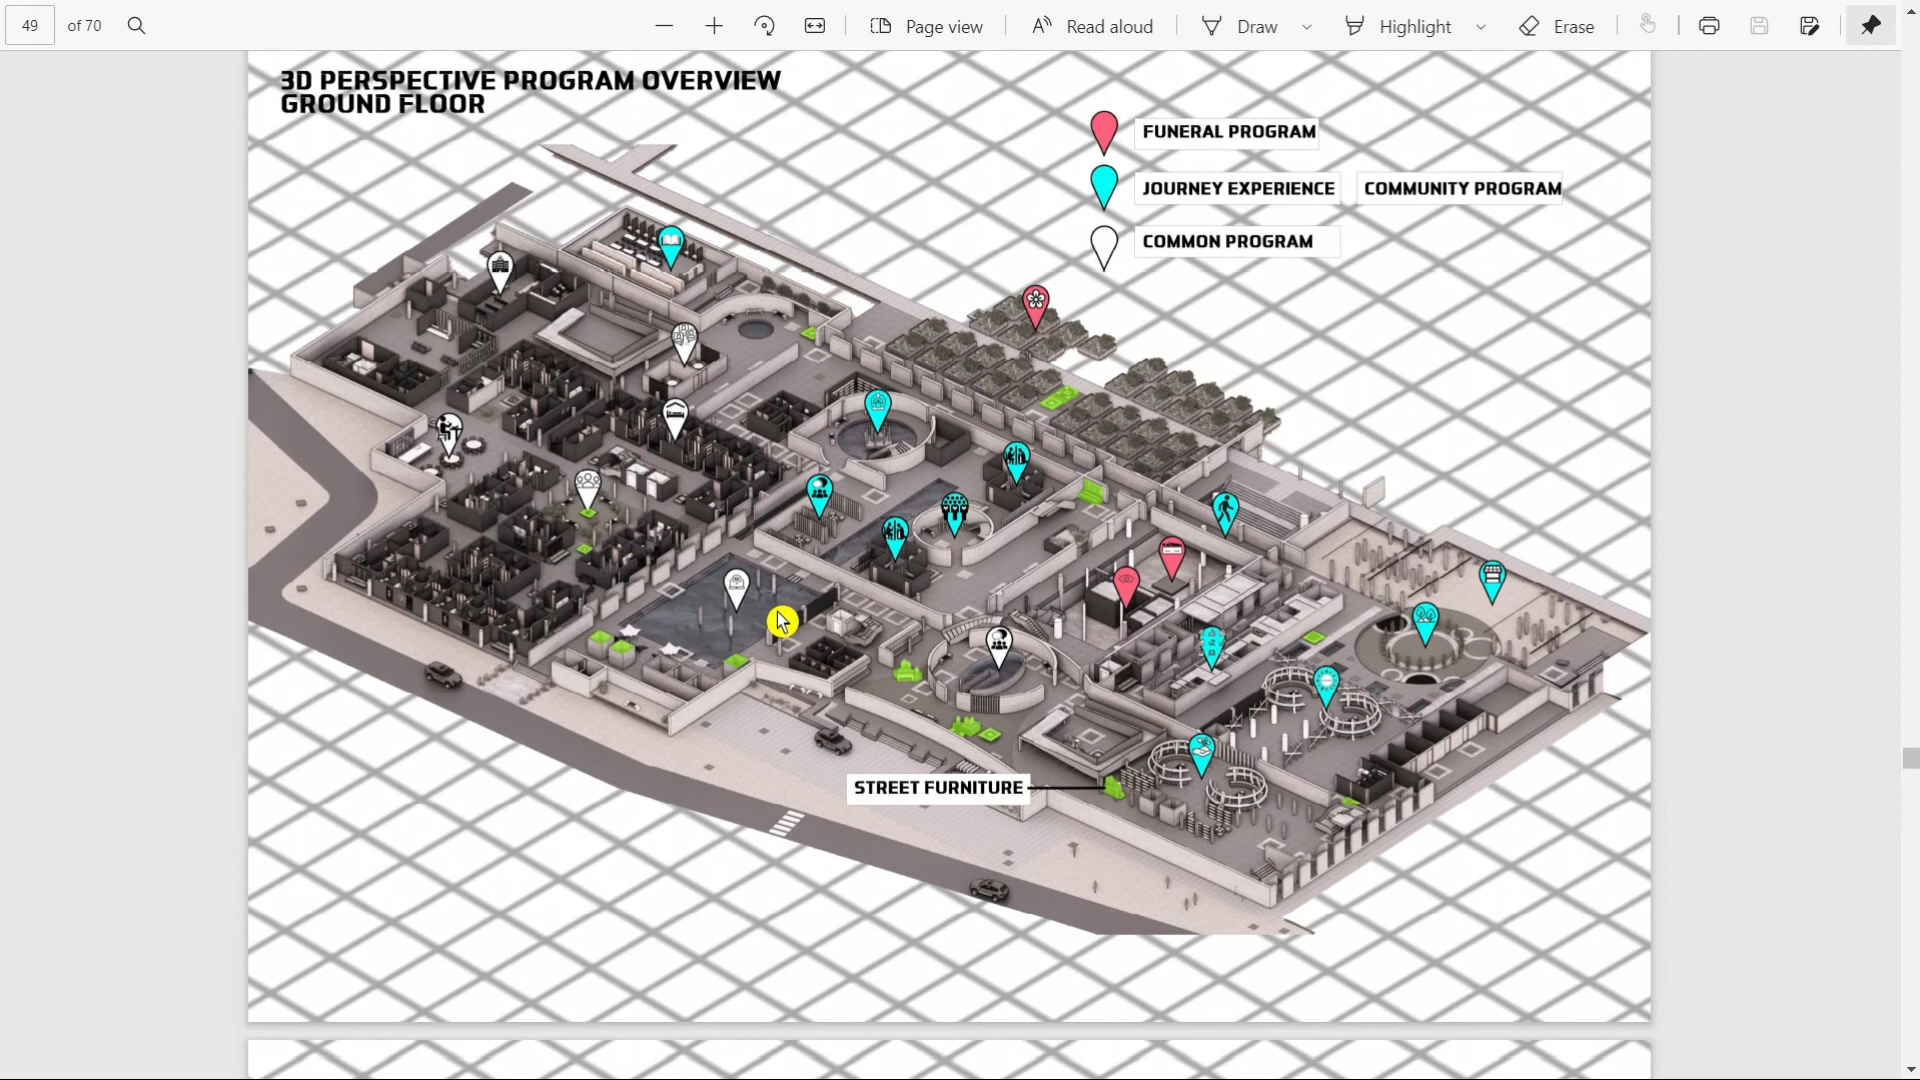 49 of 70
Page view
Read aloud
Draw
Highlight
Erase
3D PERSPECTIVE PROGRAM OVERVIEW
GROUND FLOOR
FUNERAL PROGRAM
JOURNEY EXPERIENCE
COMMUNITY PROGRAM
COMMON PROGRAM
STREET FURNITURE